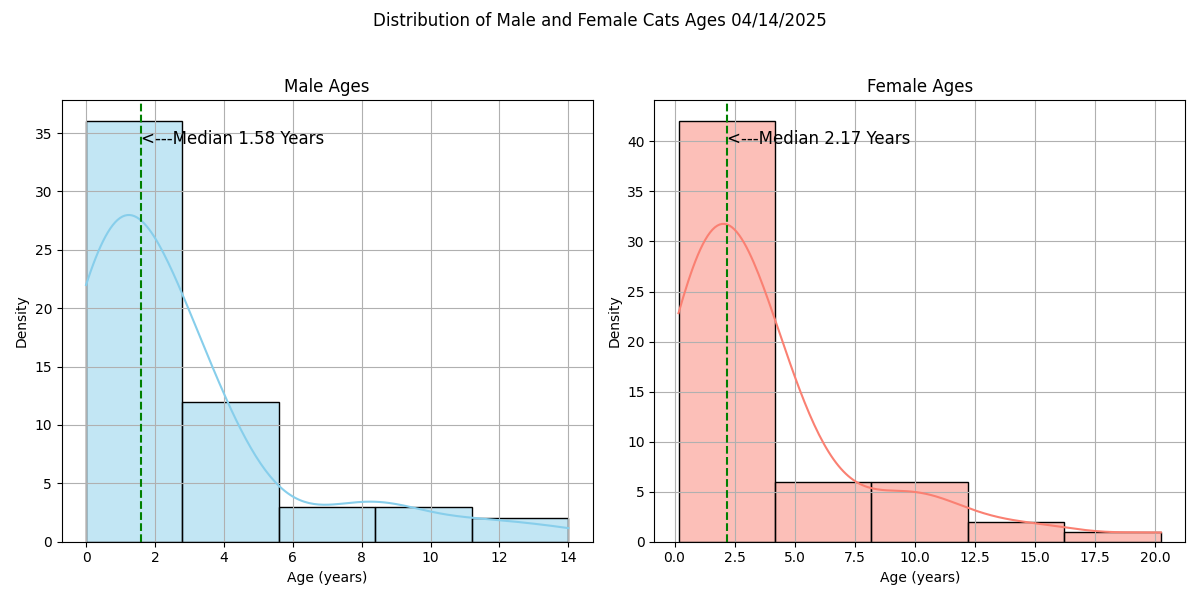 Distribution of Male and Female Cats Ages 04/14/2025
Male Ages
<---Median 1.58 Years
Density
35
30
25
20
15
10
5
0
0 2 4 6 8 10 12 14
Age (years)
Female Ages
<---Median 2.17 Years
Density
40
35
30
25
20
15
10
5
0
0.0 2.5 5.0 7.5 10.0 12.5 15.0 17.5 20.0
Age (years)